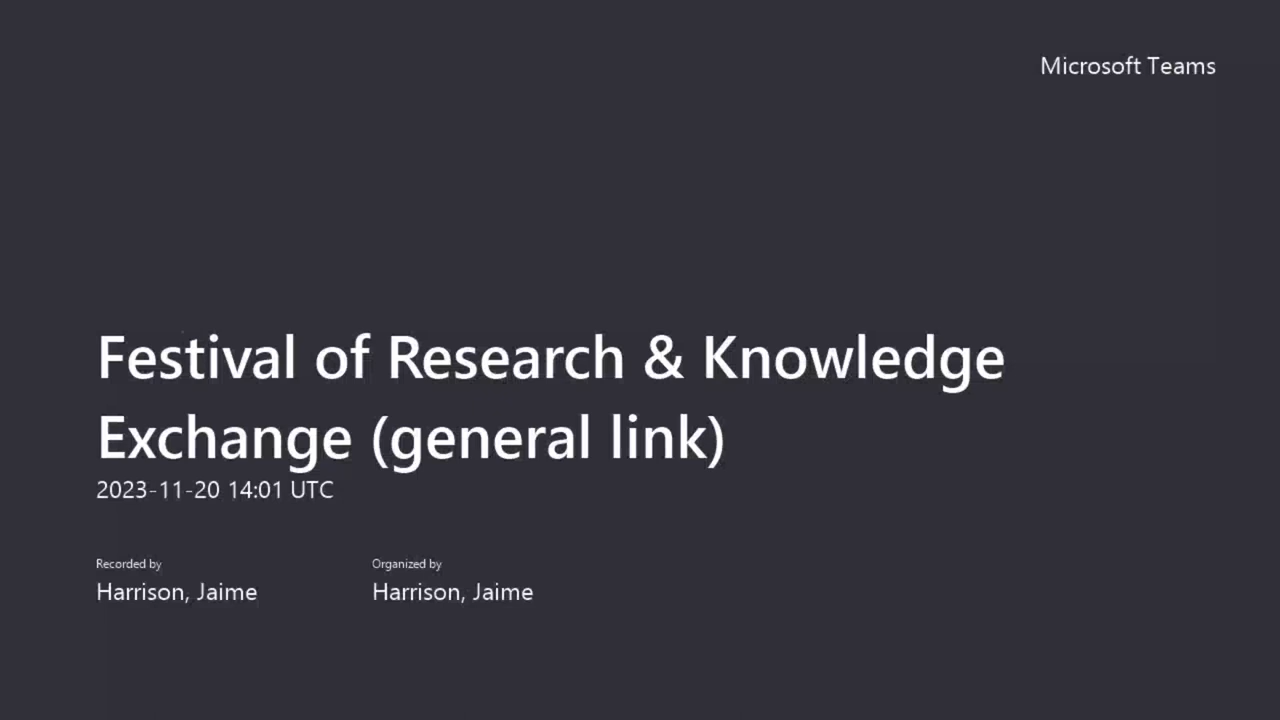 Microsoft Teams
Festival of Research & Knowledge
Exchange (general link)
2023-11-20 14:01 UTC
Recorded by
Organized by
Harrison, Jaime
Harrison, Jaime